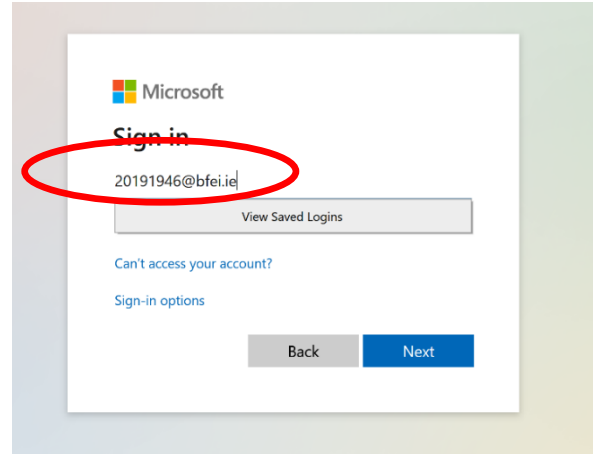 Microsoft
Sign in
20191946@bfei.ie
View Saved Logins
Can't access your account?
Sign-in options
Back Next